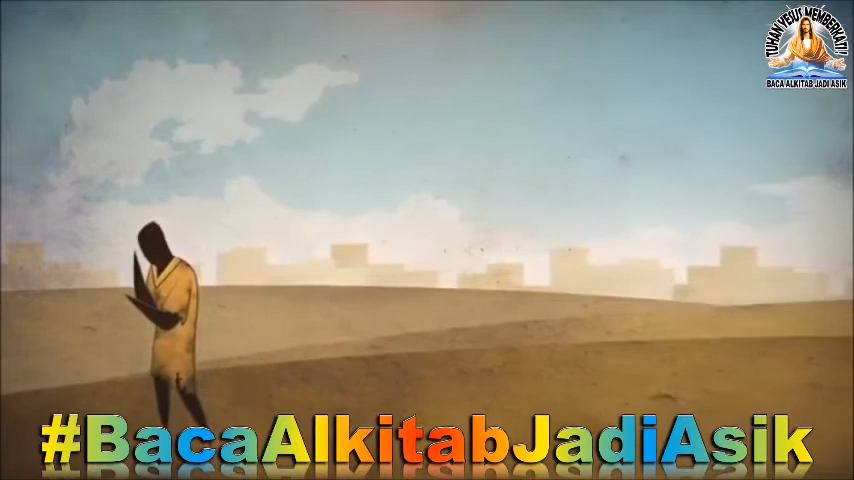 TUHAN YESUS MEMBERKATI!
BACA ALKITAB JADI ASIK
#BacaAlkitabJadiAsik